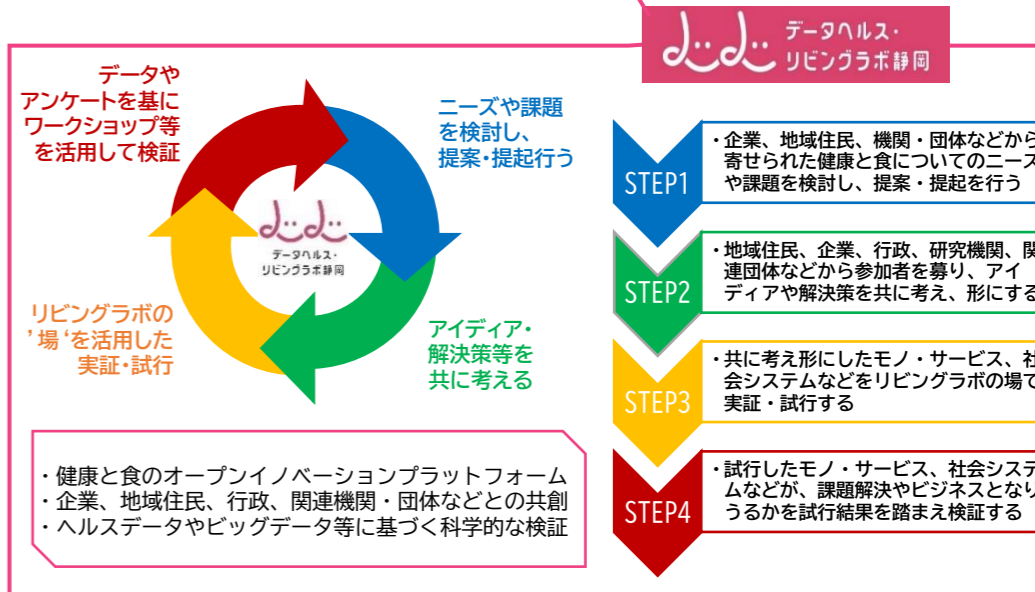 データヘルス・
リビングラボ静岡
データや
アンケートを基に
ワークショップ等
を活用して検証
ニーズや課題
を検討し、
提案・提起行う
データヘルス・
リビングラボ静岡
リビングラボの
’場‘を活用した
実証・試行
アイディア・
解決策等を
共に考える
・健康と食のオープンイノベーションプラットフォーム
・企業、地域住民、行政、関連機関・団体などとの共創
・ヘルスデータやビッグデータ等に基づく科学的な検証
STEP1
・企業、地域住民、機関・団体などから
寄せられた健康と食についてのニーズ
や課題を検討し、提案・提起を行う
STEP2
・地域住民、企業、行政、研究機関、関
連団体などから参加者を募り、アイ
ディアや解決策を共に考え、形にする
STEP3
・共に考え形にしたモノ・サービス、社
会システムなどをリビングラボの場で
実証・試行する
STEP4
・試行したモノ・サービス、社会システ
ムなどが、課題解決やビジネスとなり
うるかを試行結果を踏まえ検証する